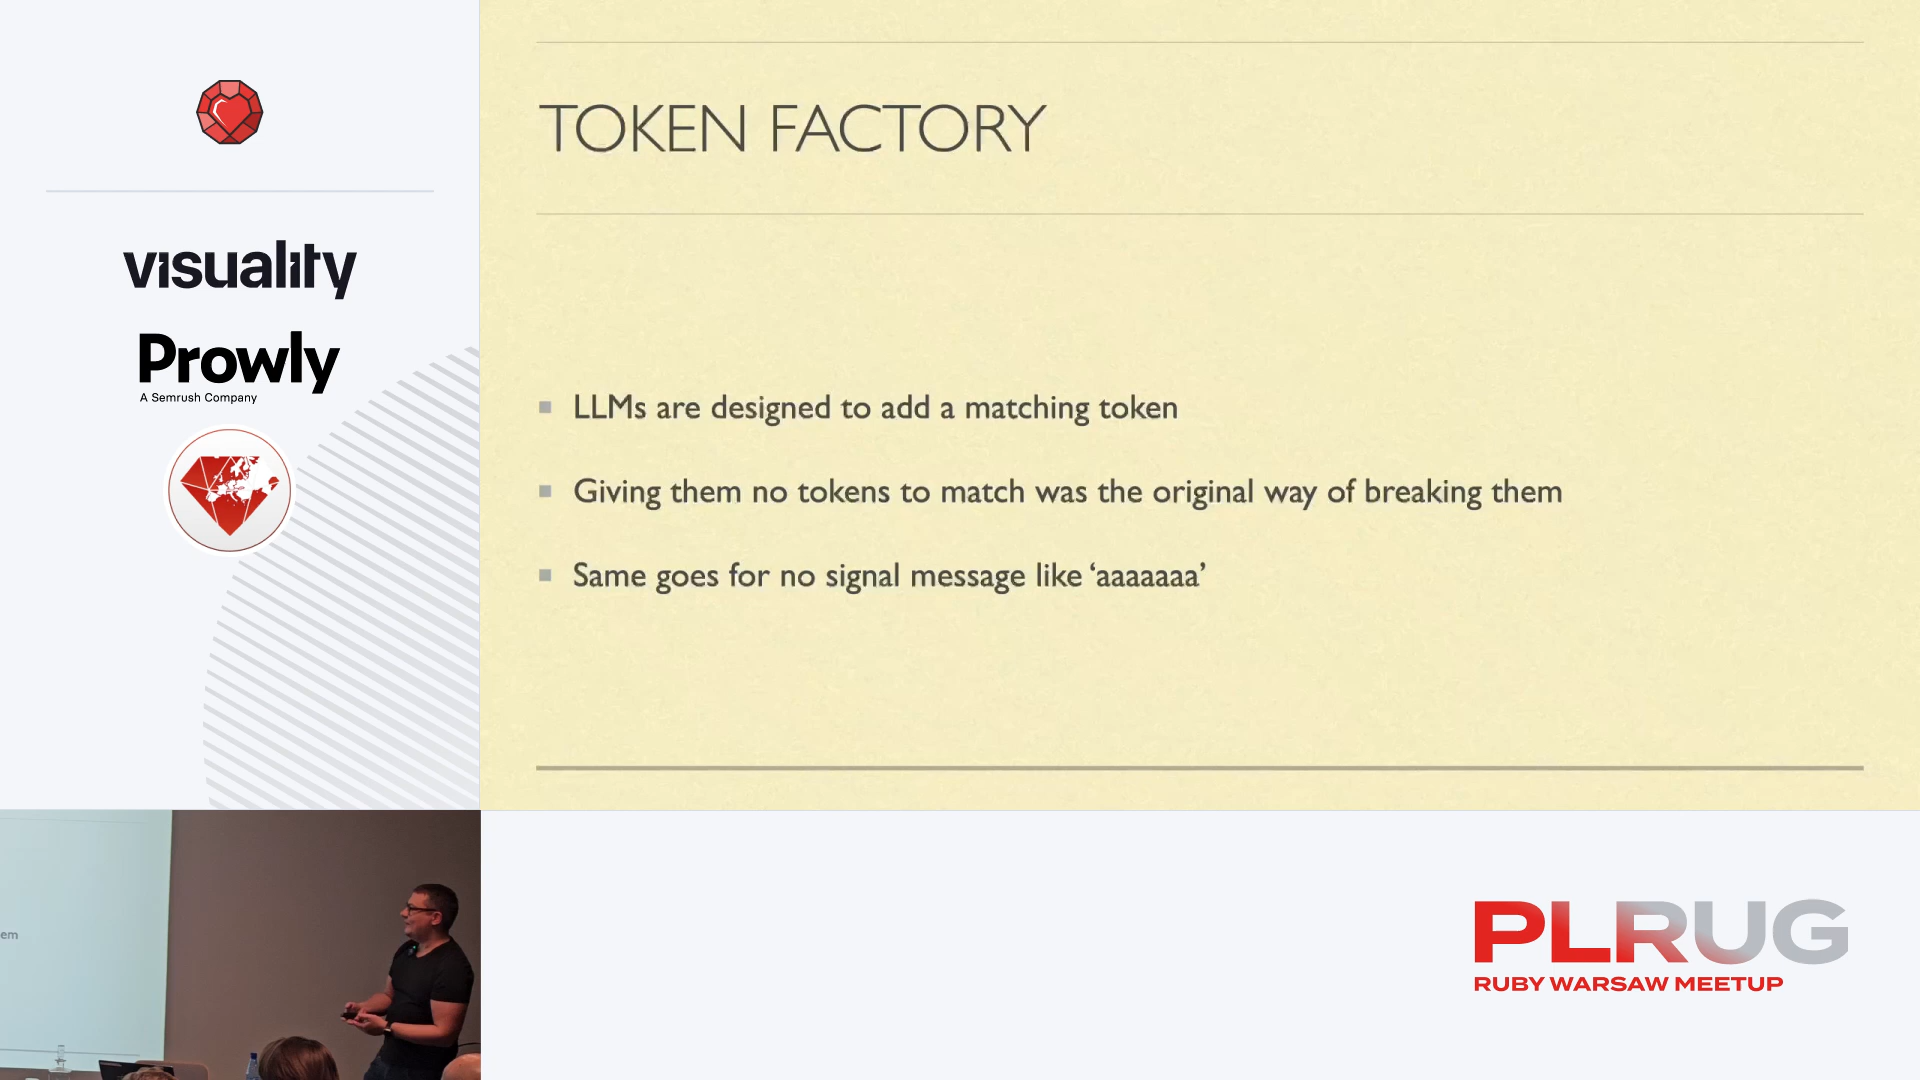 visuality
Prowly
A Semrush Company
TOKEN FACTORY
LLMs are designed to add a matching token
Giving them no tokens to match was the original way of breaking them
Same goes for no signal message like ‘aaaaaaa’
em
PLRUG
RUBY WARSAW MEETUP